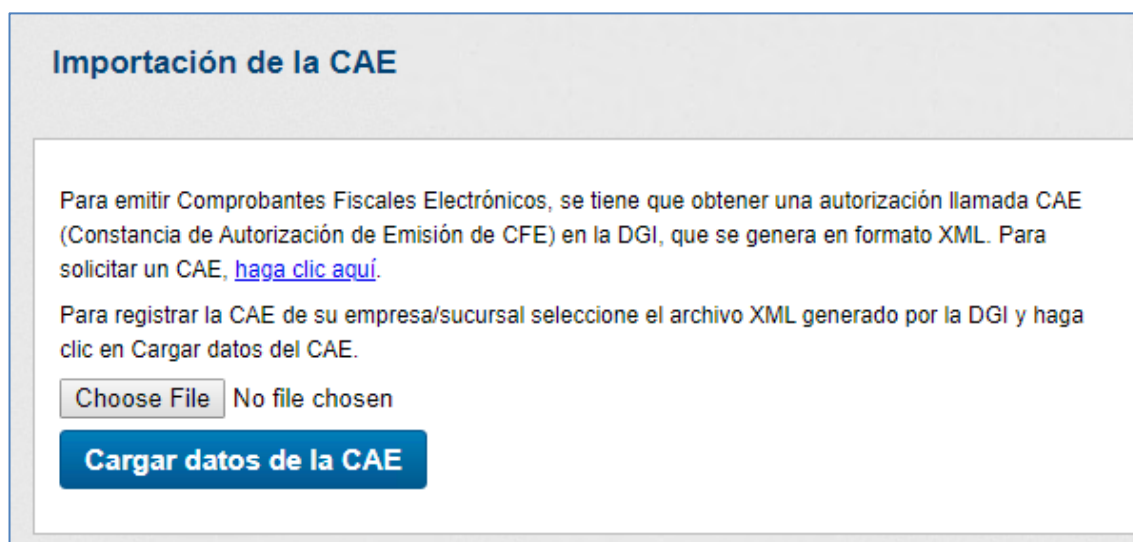 Importación de la CAE
Para emitir Comprobantes Fiscales Electrónicos, se tiene que obtener una autorización llamada CAE
(Constancia de Autorización de Emisión de CFE) en la DGI, que se genera en formato XML. Para
solicitar un CAE, haga clic aquí.
Para registrar la CAE de su empresa/sucursal seleccione el archivo XML generado por la DGI y haga
clic en Cargar datos del CAE.
Choose File No file chosen
Cargar datos de la CAE